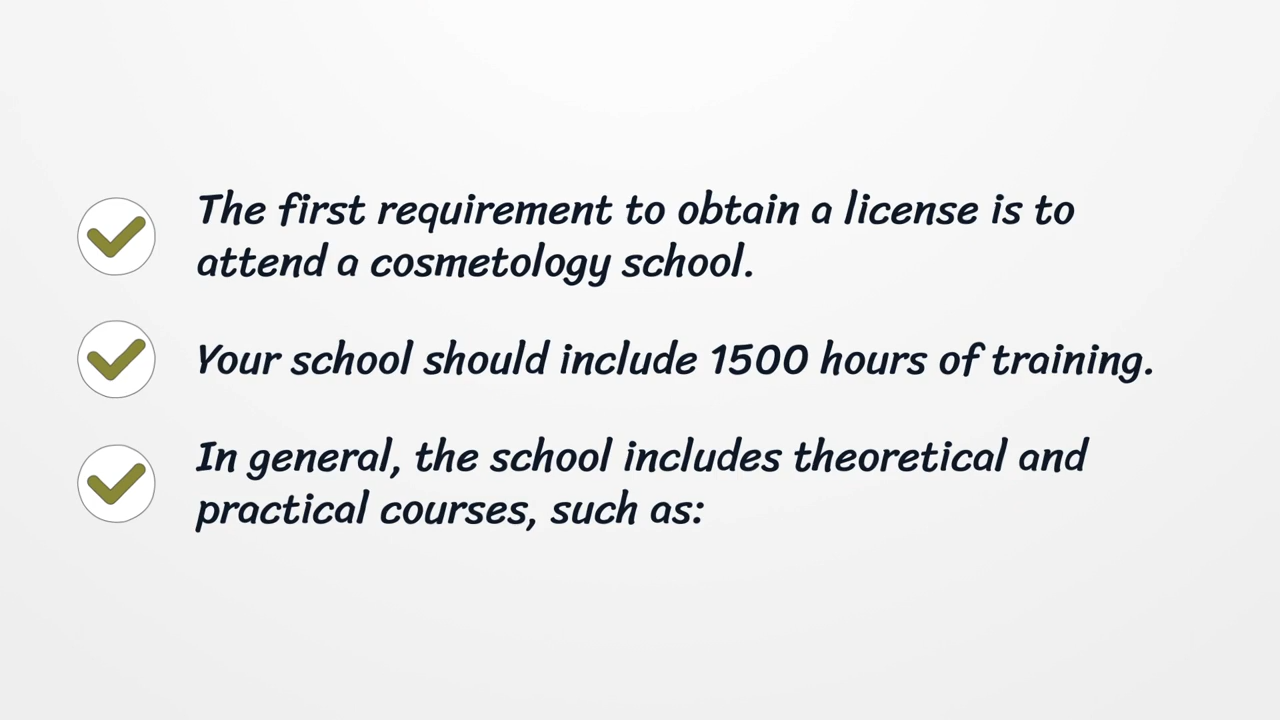 The first requirement to obtain a license is to
attend a cosmetology school.
Your school should include 1500 hours of training.
In general, the school includes theoretical and
practical courses, such as: